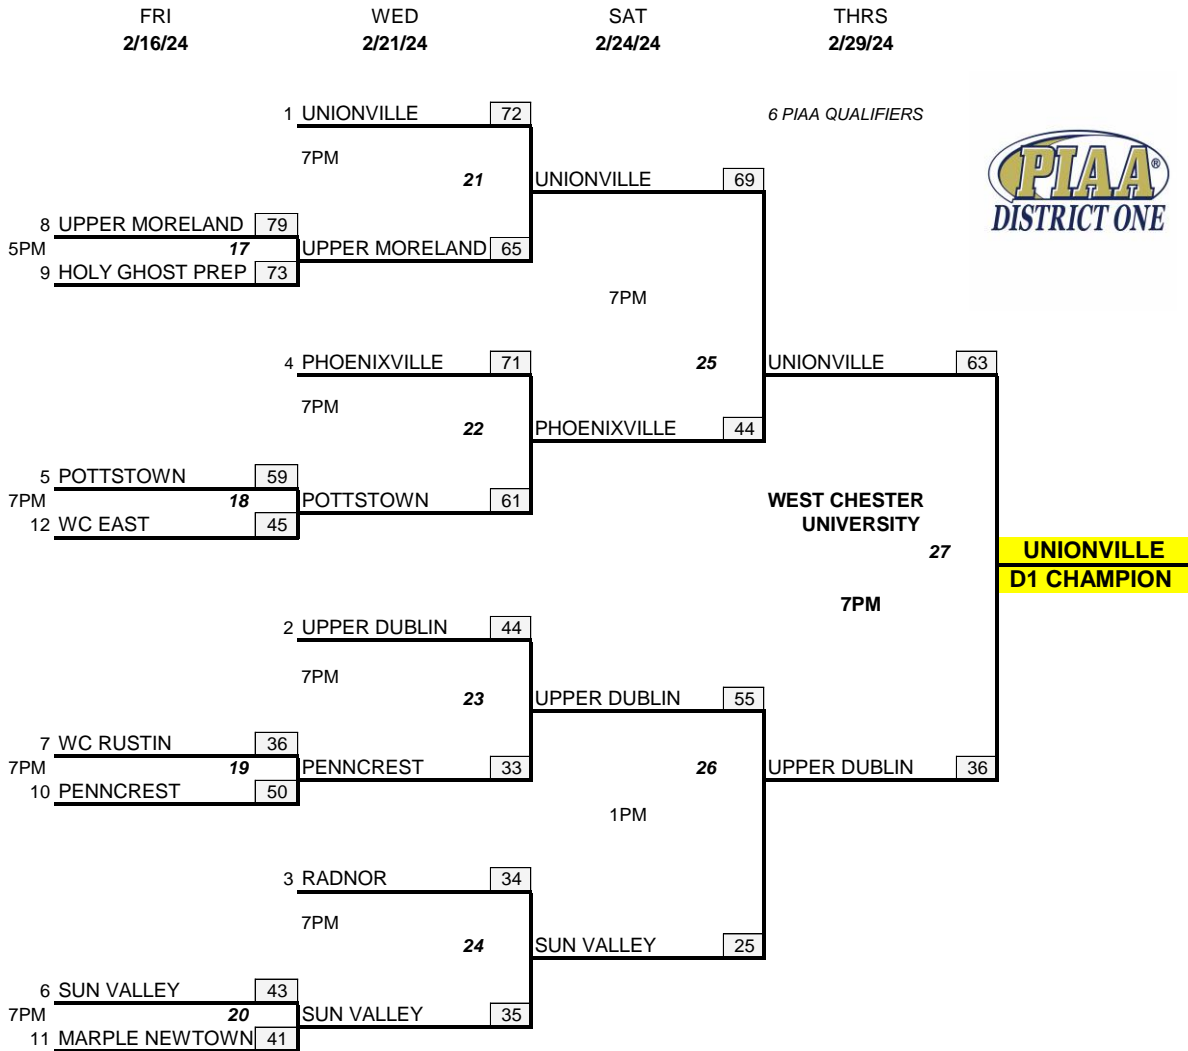 FRI WED SAT THRS
2/16/24 2/21/24 2/24/24 2/29/24
1 UNIONVILLE 72 6 PIAA QUALIFIERS
7PM
21 UNIONVILLE 69
PIAA®
DISTRICT ONE
8 UPPER MORELAND 79
5PM 17 UPPER MORELAND 65
9 HOLY GHOST PREP 73
7PM
4 PHOENIXVILLE 71 25 UNIONVILLE 63
7PM
22 PHOENIXVILLE 44
5 POTTSTOWN 59
7PM 18 POTTSTOWN 61 WEST CHESTER
12 WC EAST 45 UNIVERSITY
27 UNIONVILLE
D1 CHAMPION
7PM
2 UPPER DUBLIN 44
7PM
23 UPPER DUBLIN 55
7 WC RUSTIN 36
7PM 19 PENNCREST 33 26 UPPER DUBLIN 36
10 PENNCREST 50
1PM
3 RADNOR 34
7PM
24 SUN VALLEY 25
6 SUN VALLEY 43
7PM 20 SUN VALLEY 35
11 MARPLE NEWTOWN 41